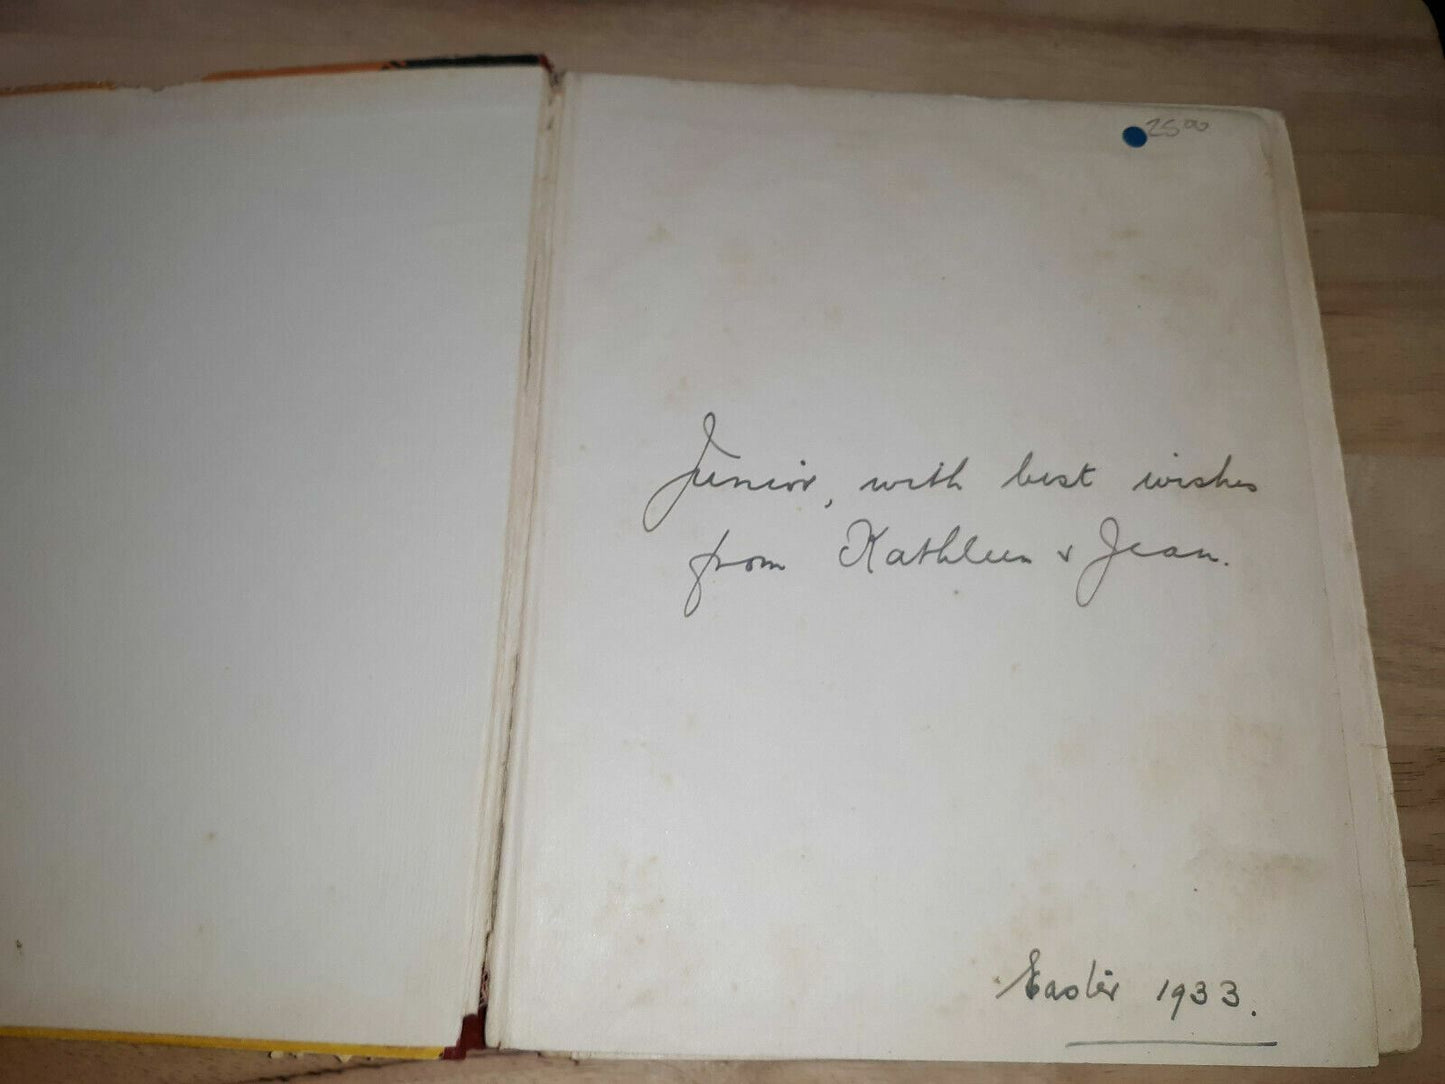 25 00
Junior, with best wishes
from Kathleen & Jean.
Easter 1933.